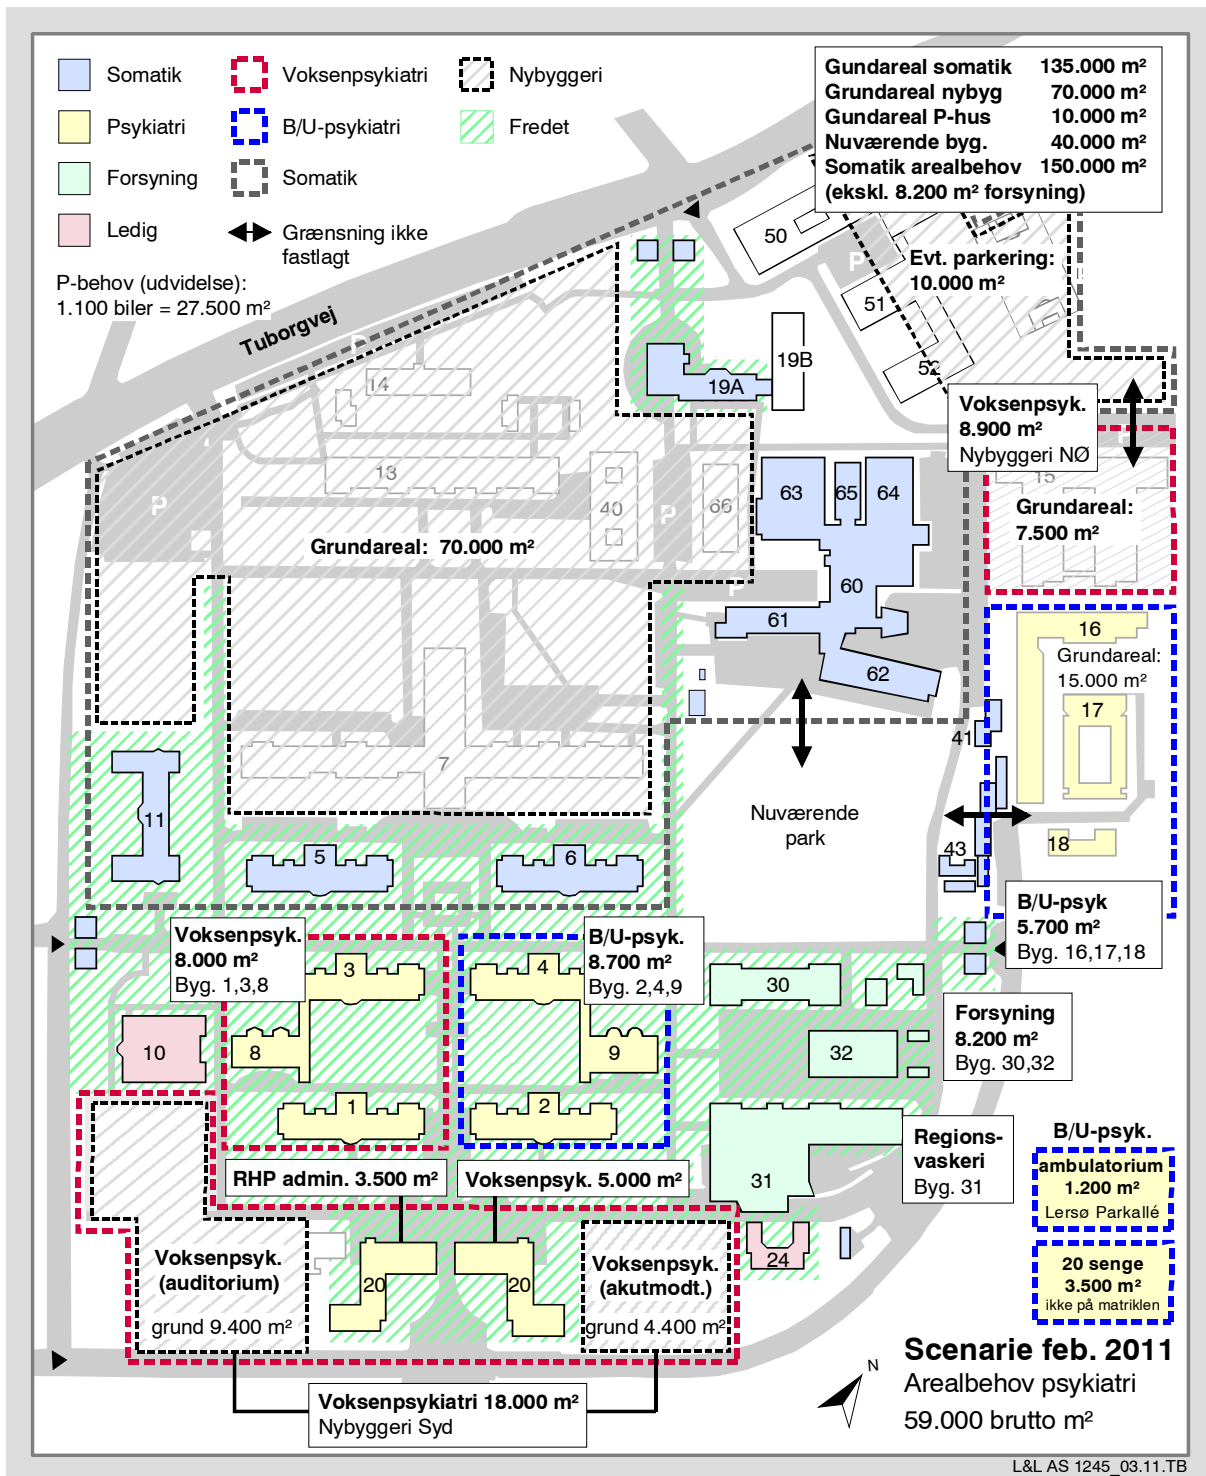 Somatik
Psykiatri
Forsyning
Ledig
Voksenpsykiatri
B/U-psykiatri
Somatik
Grænsning ikke
fastlagt
Nybyggeri
Fredet
P-behov (udvidelse):
1.100 biler = 27.500 m²
Gundareal somatik 135.000 m²
Grundareal nybyg 70.000 m²
Gundareal P-hus 10.000 m²
Nuværende byg. 40.000 m²
Somatik arealbehov 150.000 m²
(ekskl. 8.200 m² forsyning)
Tuborgvej
P
50
P
Evt. parkering:
10.000 m²
51
52
14
19A
19B
Voksenpsyk.
8.900 m²
Nybyggeri NØ
P
13
40
66
63
65
64
15
P
P
Grundareal:
7.500 m²
Grundareal: 70.000 m²
P
60
61
62
16
Grundareal:
15.000 m²
17
41
7
Nuværende
park
11
5
6
43
18
B/U-psyk
5.700 m²
Byg. 16,17,18
Voksenpsyk.
8.000 m²
Byg. 1,3,8
3
4
B/U-psyk.
8.700 m²
Byg. 2,4,9
30
Forsyning
8.200 m²
Byg. 30,32
10
8
9
32
1
2
Regions-
vaskeri
Byg. 31
31
B/U-psyk.
ambulatorium
1.200 m²
Lersø Parkallé
20 senge
3.500 m²
ikke på matriklen
RHP admin. 3.500 m²
Voksenpsyk. 5.000 m²
Voksenpsyk.
(auditorium)
grund 9.400 m²
20
20
Voksenpsyk.
(akutmodt.)
grund 4.400 m²
24
Voksenpsykiatri 18.000 m²
Nybyggeri Syd
N
Scenarie feb. 2011
Arealbehov psykiatri
59.000 brutto m²
L&L AS 1245_03.11.TB